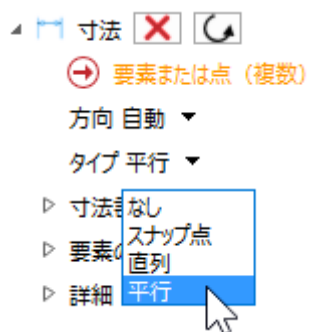 寸法
要素または点（複数）
方向 自動
タイプ 平行
寸法
なし
スナップ点
要素の
直列
詳細
平行